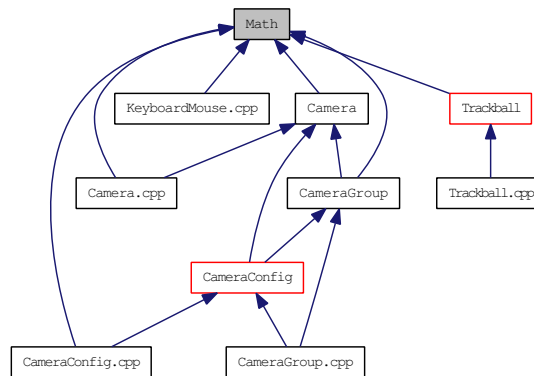 Math
KeyboardMouse.cpp
Camera
Trackball
Camera.cpp
CameraGroup
Trackball.cpp
CameraConfig
CameraConfig.cpp
CameraGroup.cpp